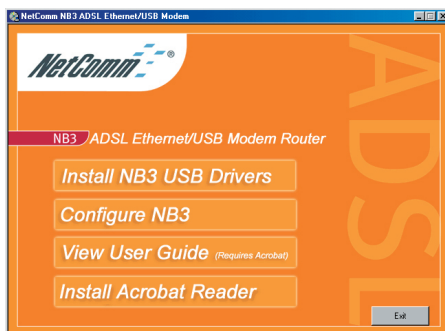 NetComm NB3 ADSL Ethernet/USB Modem
NetComm®
ADSL
NB3 ADSL Ethernet/USB Modem Router
Install NB3 USB Drivers
Configure NB3
View User Guide (Requires Acrobat)
Install Acrobat Reader
Exit